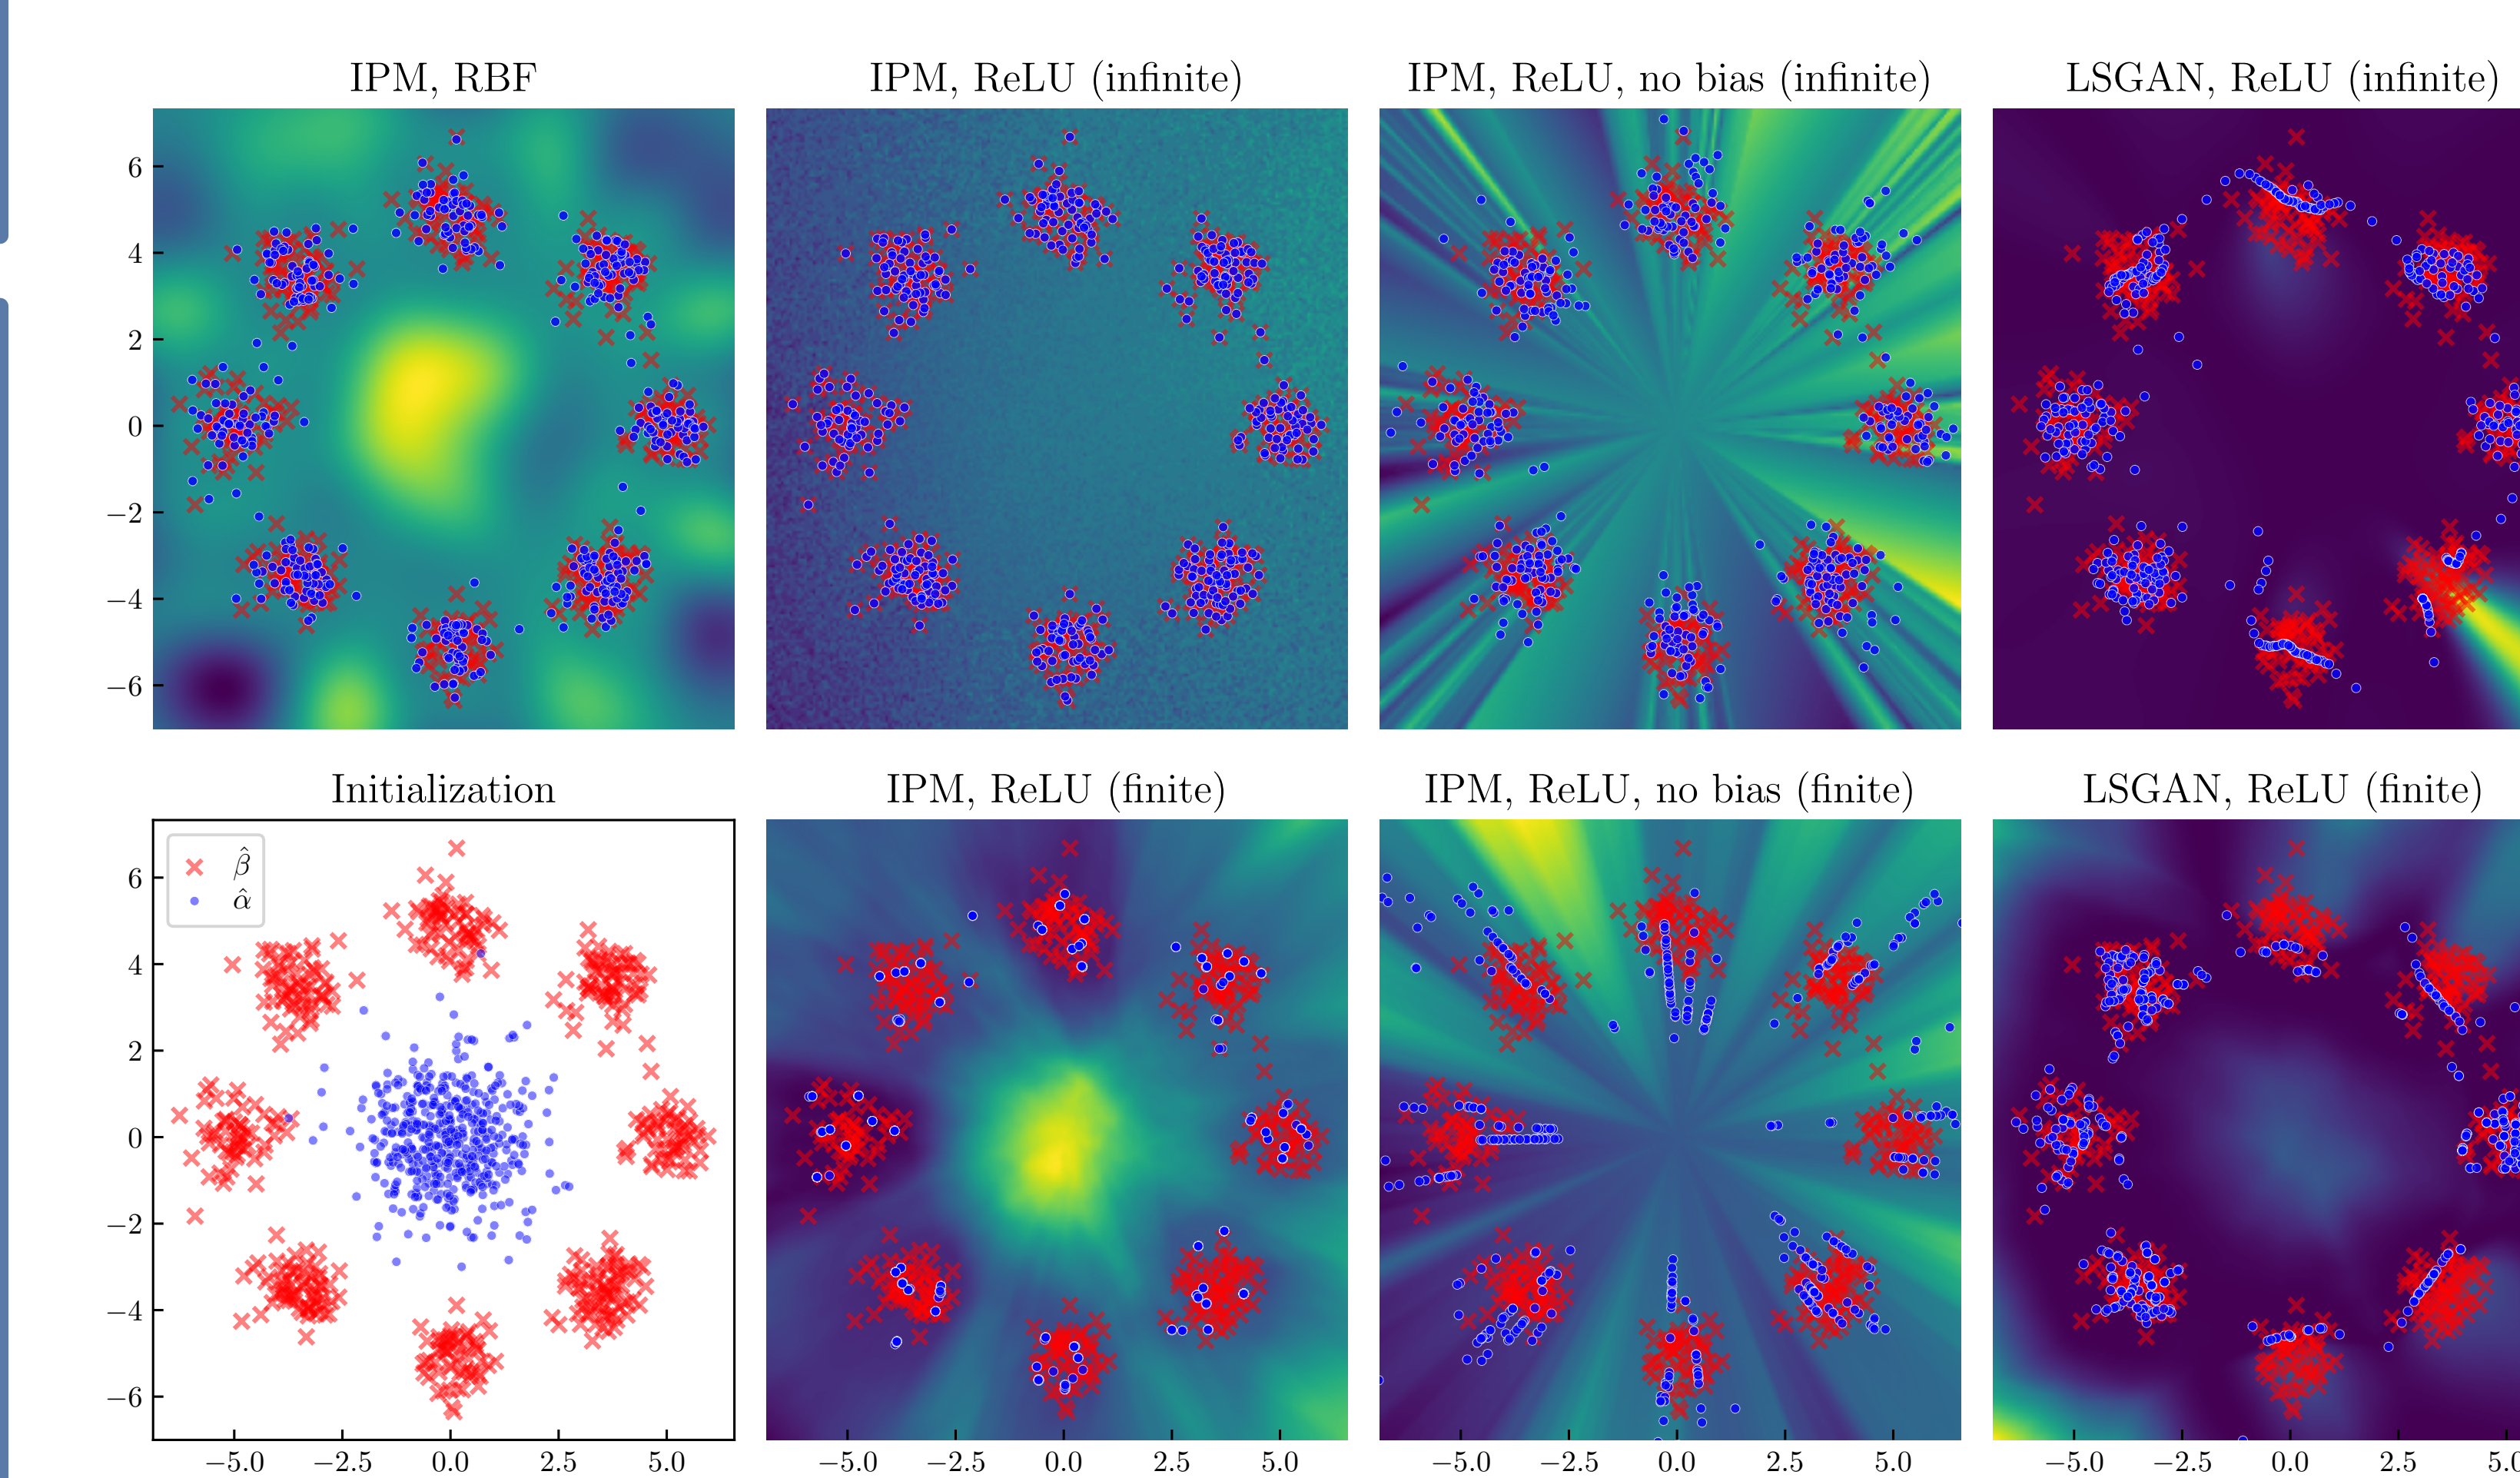 IPM, RBF
IPM, ReLU (infinite)
IPM, ReLU, no bias (infinite)
LSGAN, ReLU (infinite)
6
4
2
0
−2
−4
−6
Initialization
IPM, ReLU (finite)
IPM, ReLU, no bias (finite)
LSGAN, ReLU (finite)
β̂
α̂
6
4
2
0
−2
−4
−6
−5.0 −2.5 0.0 2.5 5.0
−5.0 −2.5 0.0 2.5 5.0
−5.0 −2.5 0.0 2.5 5.0
−5.0 −2.5 0.0 2.5